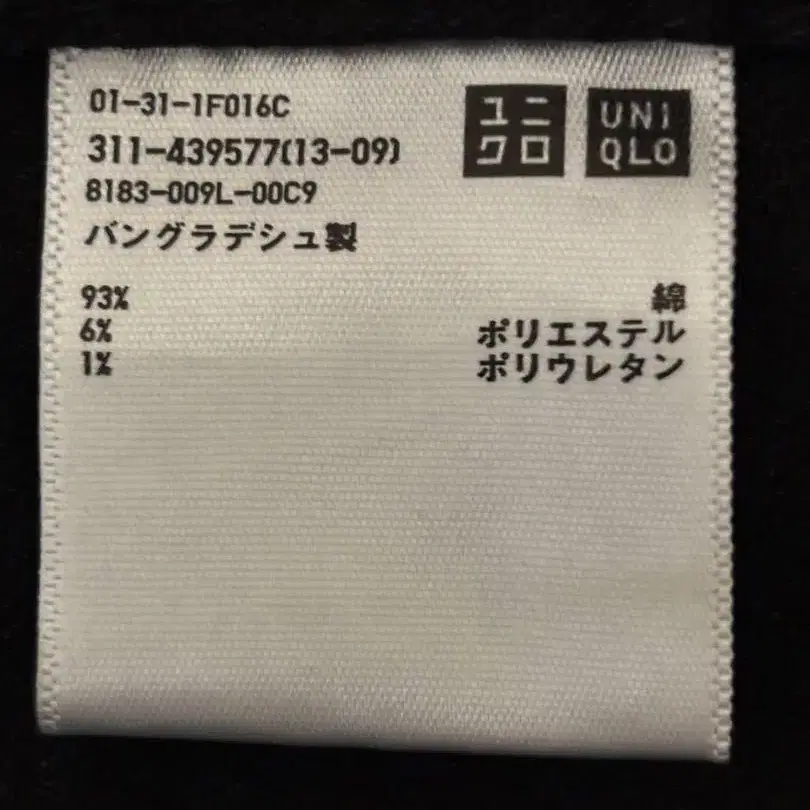 01-31-1F016C
311-439577(13-09)
8183-009L-00C9
バングラデシュ製
ユニクロ
UNIQLO
93% 綿
6% ポリエステル
1% ポリウレタン